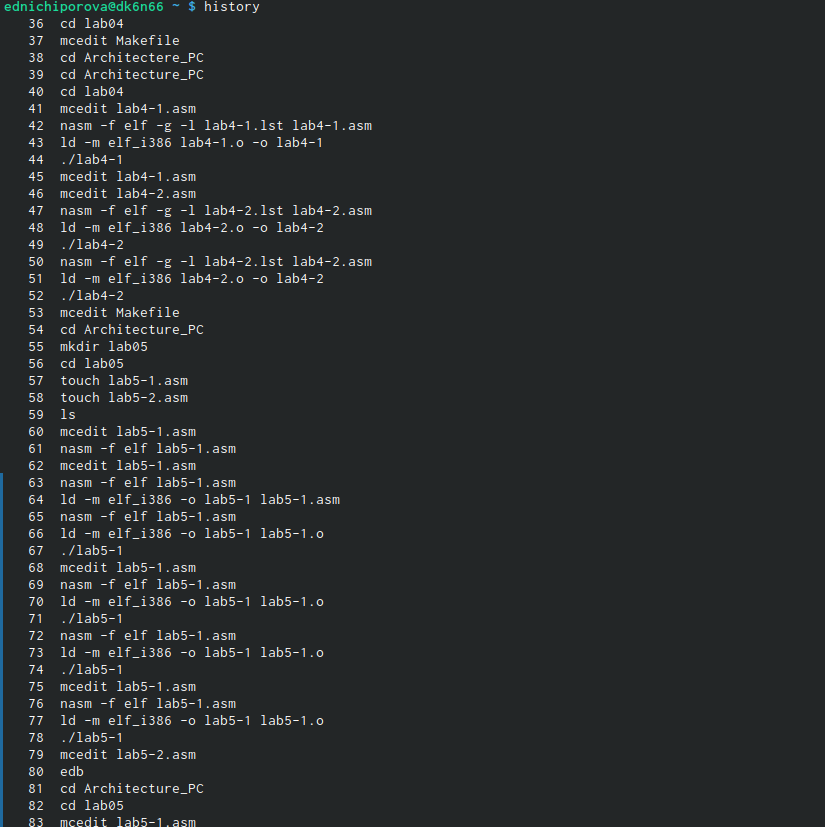 ednichiporova@dk6n66 ~ $ history
36 cd lab04
37 mcedit Makefile
38 cd Architectere_PC
39 cd Architecture_PC
40 cd lab04
41 mcedit lab4-1.asm
42 nasm -f elf -g -l lab4-1.lst lab4-1.asm
43 ld -m elf_i386 lab4-1.o -o lab4-1
44 ./lab4-1
45 mcedit lab4-1.asm
46 mcedit lab4-2.asm
47 nasm -f elf -g -l lab4-2.lst lab4-2.asm
48 ld -m elf_i386 lab4-2.o -o lab4-2
49 ./lab4-2
50 nasm -f elf -g -l lab4-2.lst lab4-2.asm
51 ld -m elf_i386 lab4-2.o -o lab4-2
52 ./lab4-2
53 mcedit Makefile
54 cd Architecture_PC
55 mkdir lab05
56 cd lab05
57 touch lab5-1.asm
58 touch lab5-2.asm
59 ls
60 mcedit lab5-1.asm
61 nasm -f elf lab5-1.asm
62 mcedit lab5-1.asm
63 nasm -f elf lab5-1.asm
64 ld -m elf_i386 -o lab5-1 lab5-1.asm
65 nasm -f elf lab5-1.asm
66 ld -m elf_i386 -o lab5-1 lab5-1.o
67 ./lab5-1
68 mcedit lab5-1.asm
69 nasm -f elf lab5-1.asm
70 ld -m elf_i386 -o lab5-1 lab5-1.o
71 ./lab5-1
72 nasm -f elf lab5-1.asm
73 ld -m elf_i386 -o lab5-1 lab5-1.o
74 ./lab5-1
75 mcedit lab5-1.asm
76 nasm -f elf lab5-1.asm
77 ld -m elf_i386 -o lab5-1 lab5-1.o
78 ./lab5-1
79 mcedit lab5-2.asm
80 edb
81 cd Architecture_PC
82 cd lab05
83 mcedit lab5-1.asm